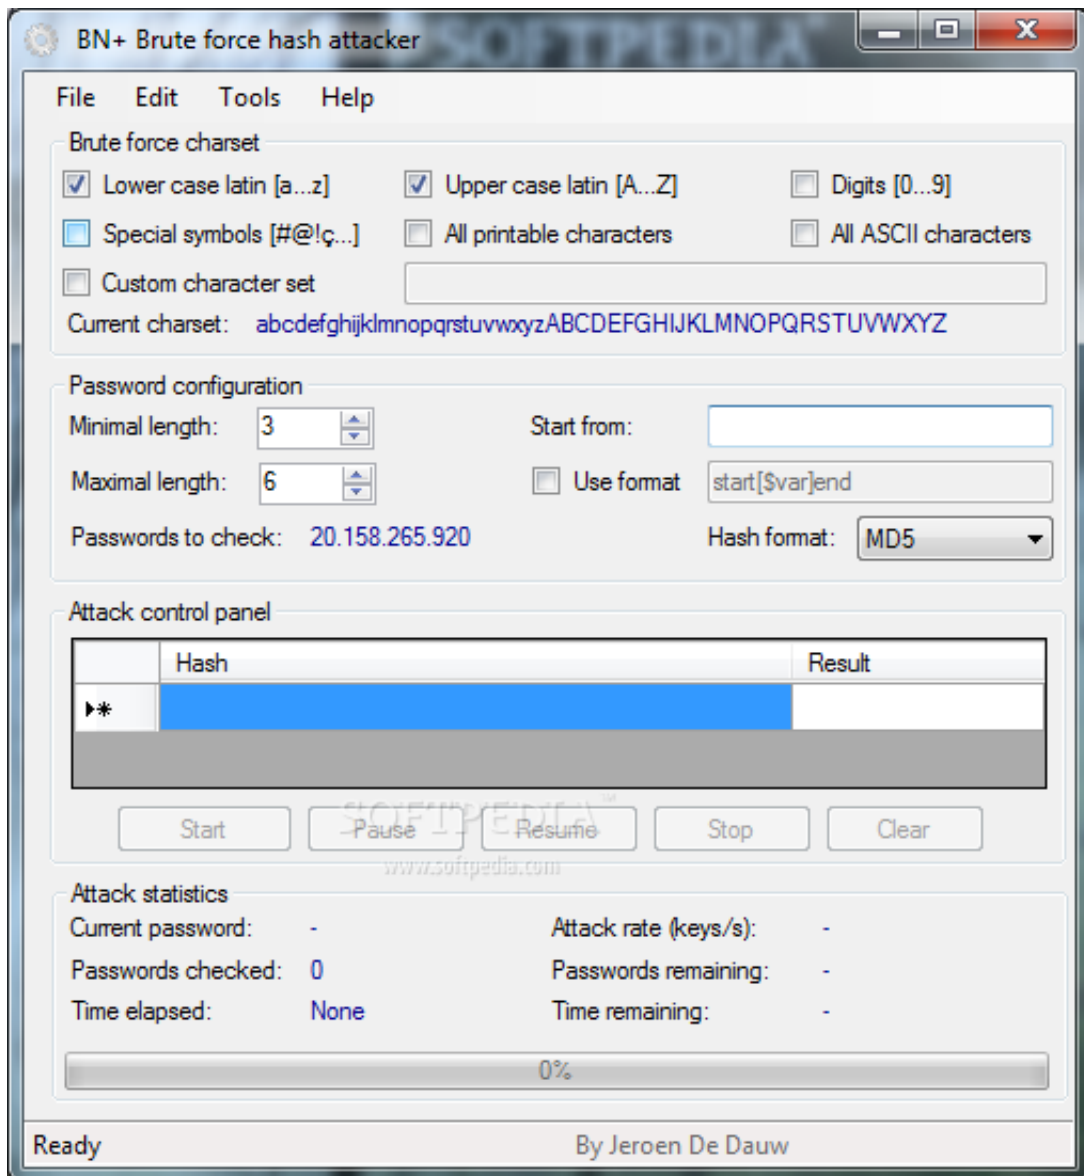 SOFTPEDIA
BN+ Brute force hash attacker
File Edit Tools Help
Brute force charset
Lower case latin [a...z] Upper case latin [A...Z] Digits [0...9]
Special symbols [#@!ç...] All printable characters All ASCII characters
Custom character set
Current charset: abcdefghijklmnopqrstuvwxyzABCDEFGHIJKLMNOPQRSTUVWXYZ
Password configuration
Minimal length: 3 Start from:
Maximal length: 6 Use format start[$var]end
Passwords to check: 20.158.265.920 Hash format: MD5
Attack control panel
Hash Result
Start Pause Resume Stop Clear
SOFTPEDIA™
www.softpedia.com
Attack statistics
Current password: - Attack rate (keys/s): -
Passwords checked: 0 Passwords remaining: -
Time elapsed: None Time remaining: -
0%
Ready By Jeroen De Dauw